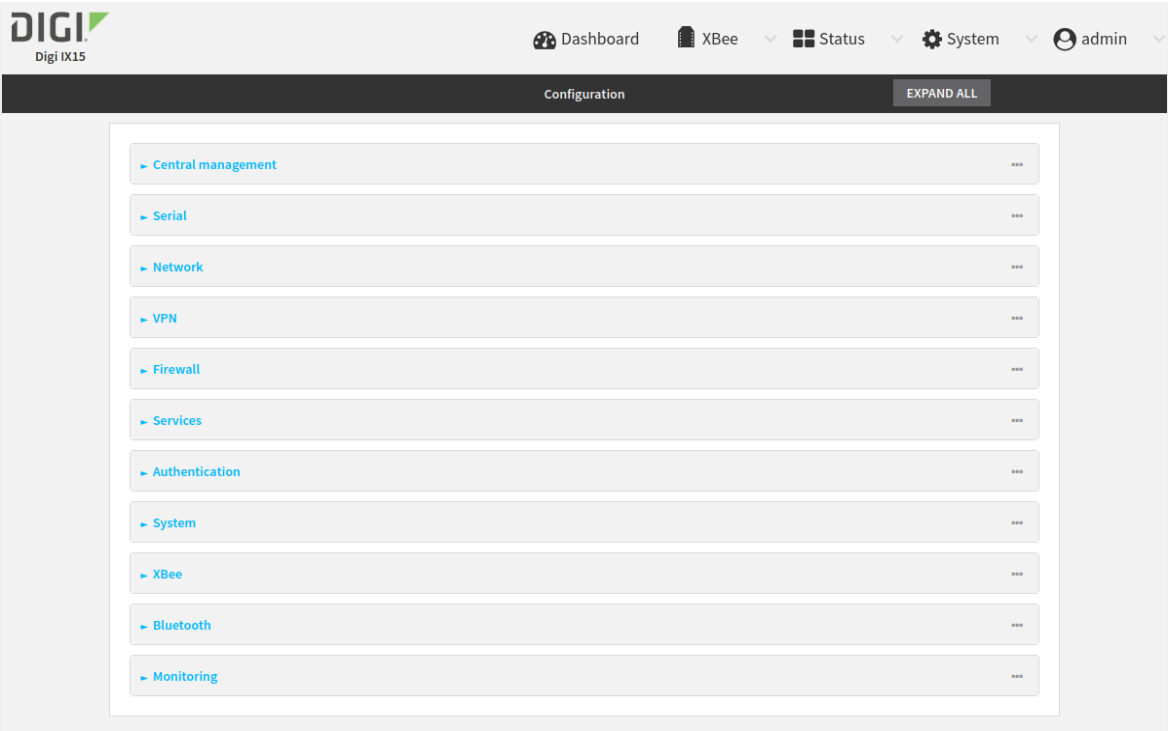 DIGI.
Digi IX15
Dashboard XBee Status System admin
Configuration EXPAND ALL
Central management
Serial
Network
VPN
Firewall
Services
Authentication
System
XBee
Bluetooth
Monitoring